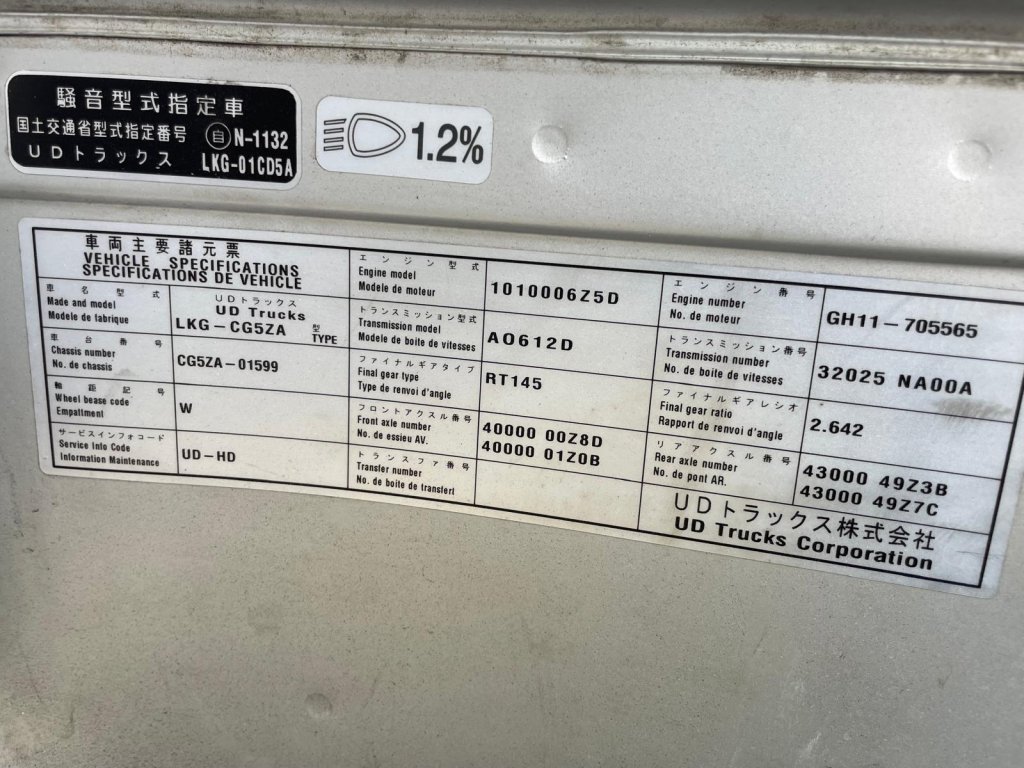 騒音型式指定車
国土交通省型式指定番号 自 N-1132
UDトラックス LKG-01CD5A
1.2%
車両主要諸元票
VEHICLE SPECIFICATIONS
SPECIFICATIONS DE VEHICLE
車名型式
Made and model
Modele de fabrique
UDトラックス
UD Trucks
LKG-CG5ZA 型 TYPE
車台番号
Chassis number
No. de chassis
CG5ZA-01599
軸距記号
Wheel bease code
Empattment
W
サービスインフォコード
Service Info Code
Information Maintenance
UD-HD
エンジン型式
Engine model
Modele de moteur
1010006Z5D
トランスミッション型式
Transmission model
Modele de boite de vitesses
AO612D
ファイナルギアタイプ
Final gear type
Type de renvoi d'angle
RT145
フロントアクスル番号
Front axle number
No. de essieu AV.
40000 00Z8D
40000 01Z0B
トランスファ番号
Transfer number
No. de boite de transfert
エンジン番号
Engine number
No. de moteur
GH11-705565
トランスミッション番号
Transmission number
No. de boite de vitesses
32025 NA00A
ファイナルギアレシオ
Final gear ratio
Rapport de renvoi d'angle
2.642
リアアクスル番号
Rear axle number
No. de pont AR.
43000 49Z3B
43000 49Z7C
UDトラックス株式会社
UD Trucks Corporation